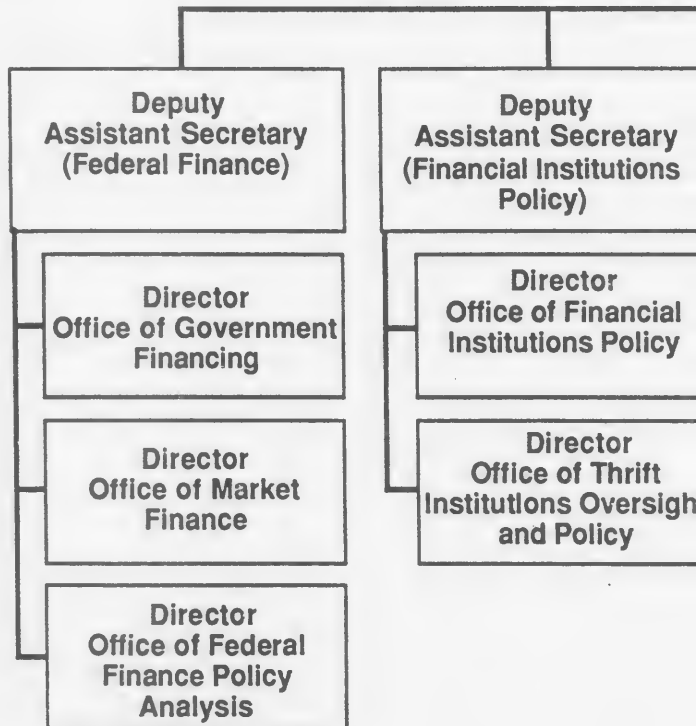 Deputy
Assistant Secretary
(Federal Finance)
Director
Office of Government
Financing
Director
Office of Market
Finance
Director
Office of Federal
Finance Policy
Analysis
Deputy
Assistant Secretary
(Financial Institutions
Policy)
Director
Office of Financial
Institutions Policy
Director
Office of Thrift
Institutions Oversigh
and Policy